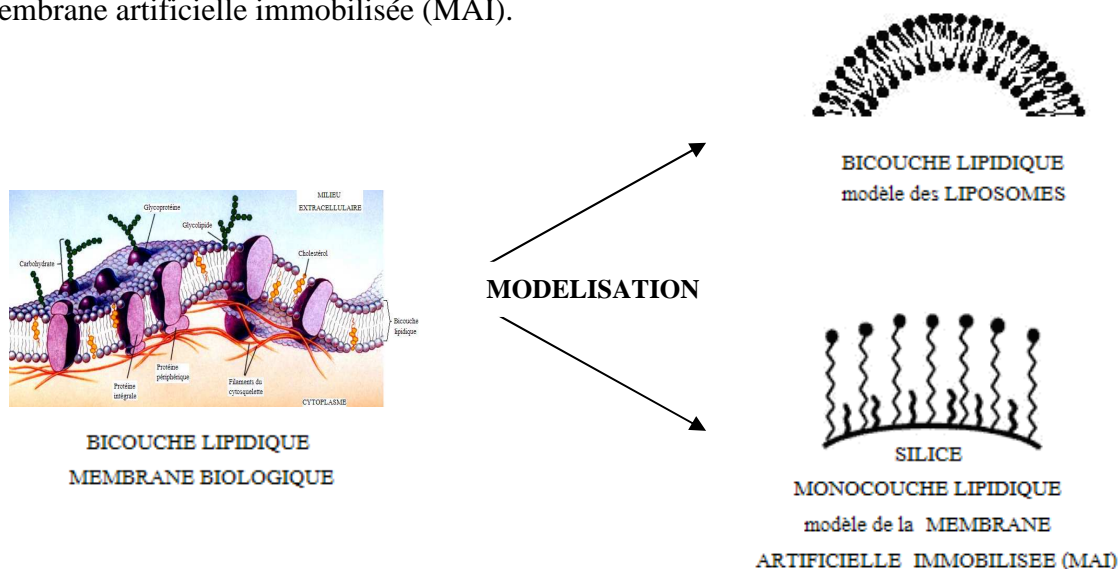 embrane artificielle immobilisée (MAI).
BICOUCHE LIPIDIQUE
modèle des LIPOSOMES
MILIEU
EXTRACELLULAIRE
Glycoprotéine
Glycolipide
Cholestérol
Carbohydrate
Bicouche
lipidique
Protéine
périphérique
Protéine
intégrale
Filaments du
cytosquelette
CYTOPLASME
BICOUCHE LIPIDIQUE
MEMBRANE BIOLOGIQUE
MODELISATION
SILICE
MONOCOUCHE LIPIDIQUE
modèle de la MEMBRANE
ARTIFICIELLE IMMOBILISEE (MAI)